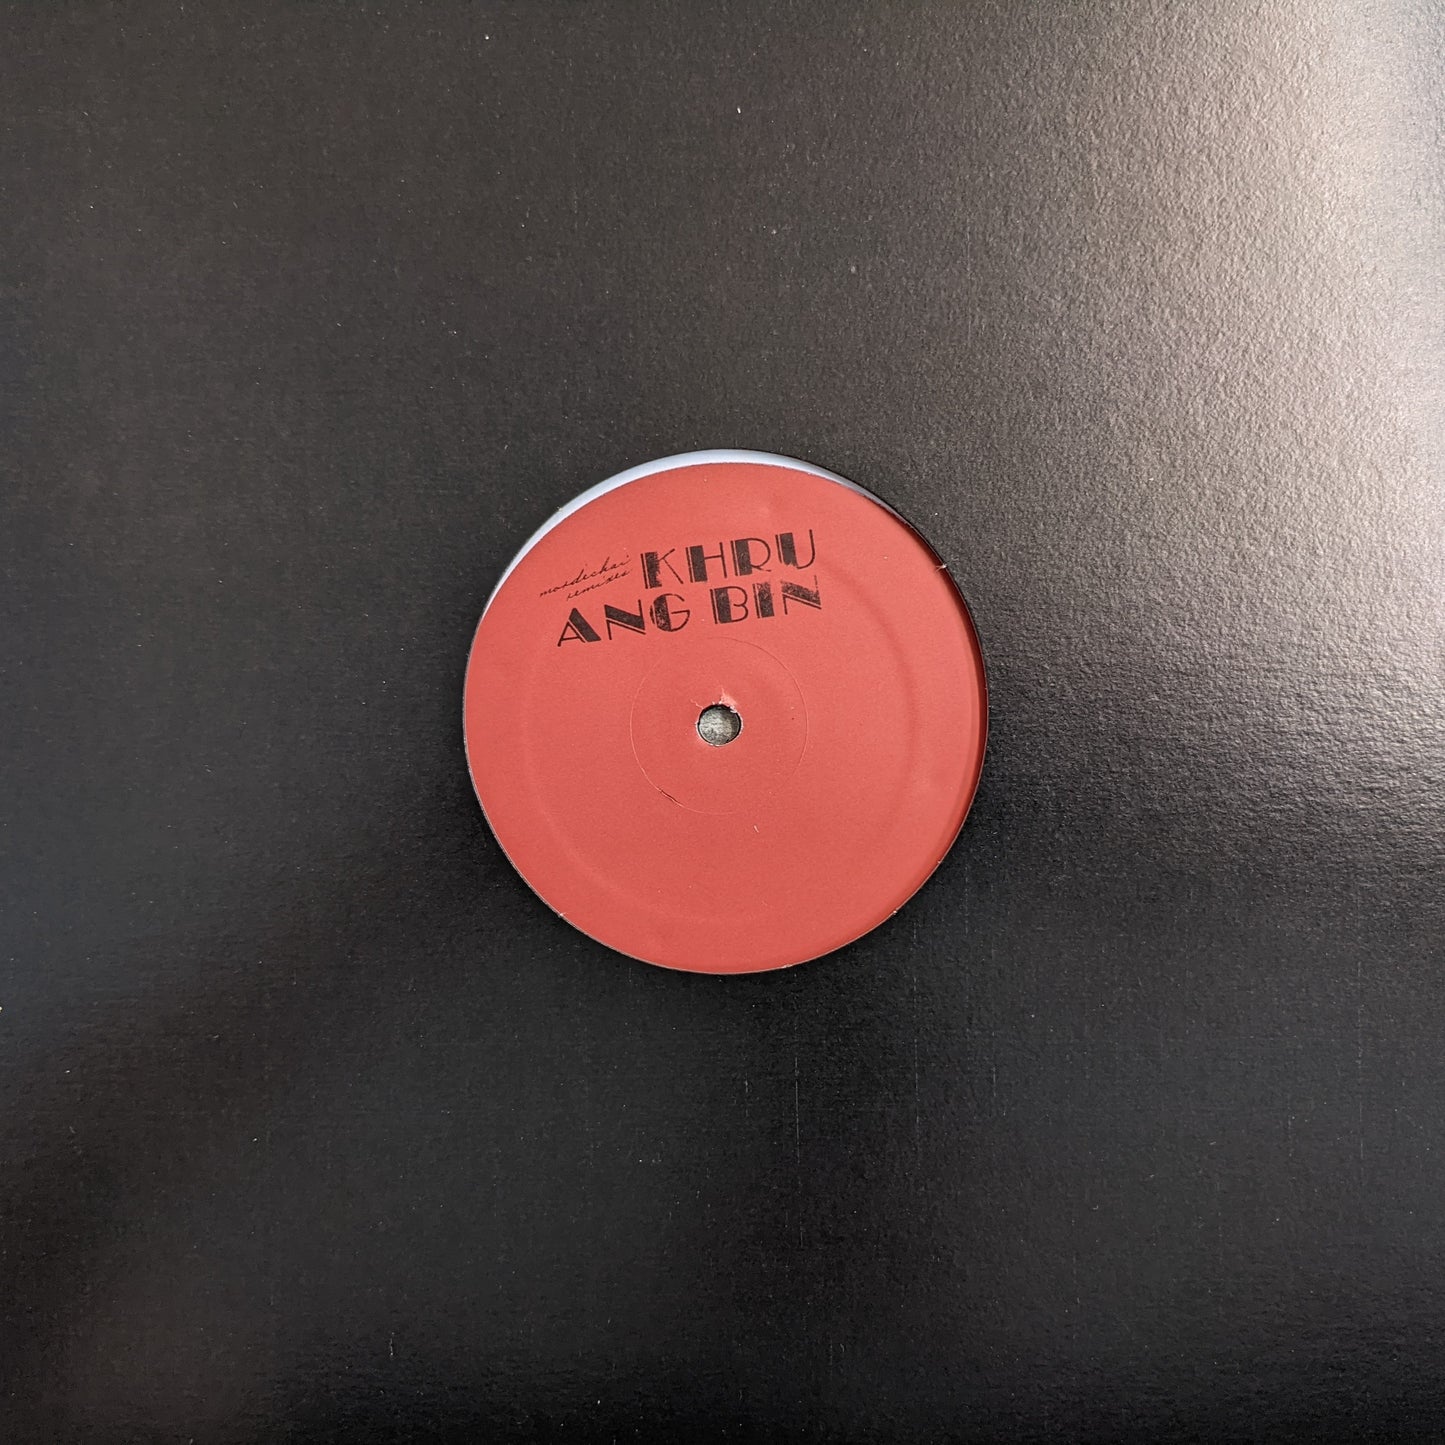 mordechai
remixes
KHRU
ANG BIN